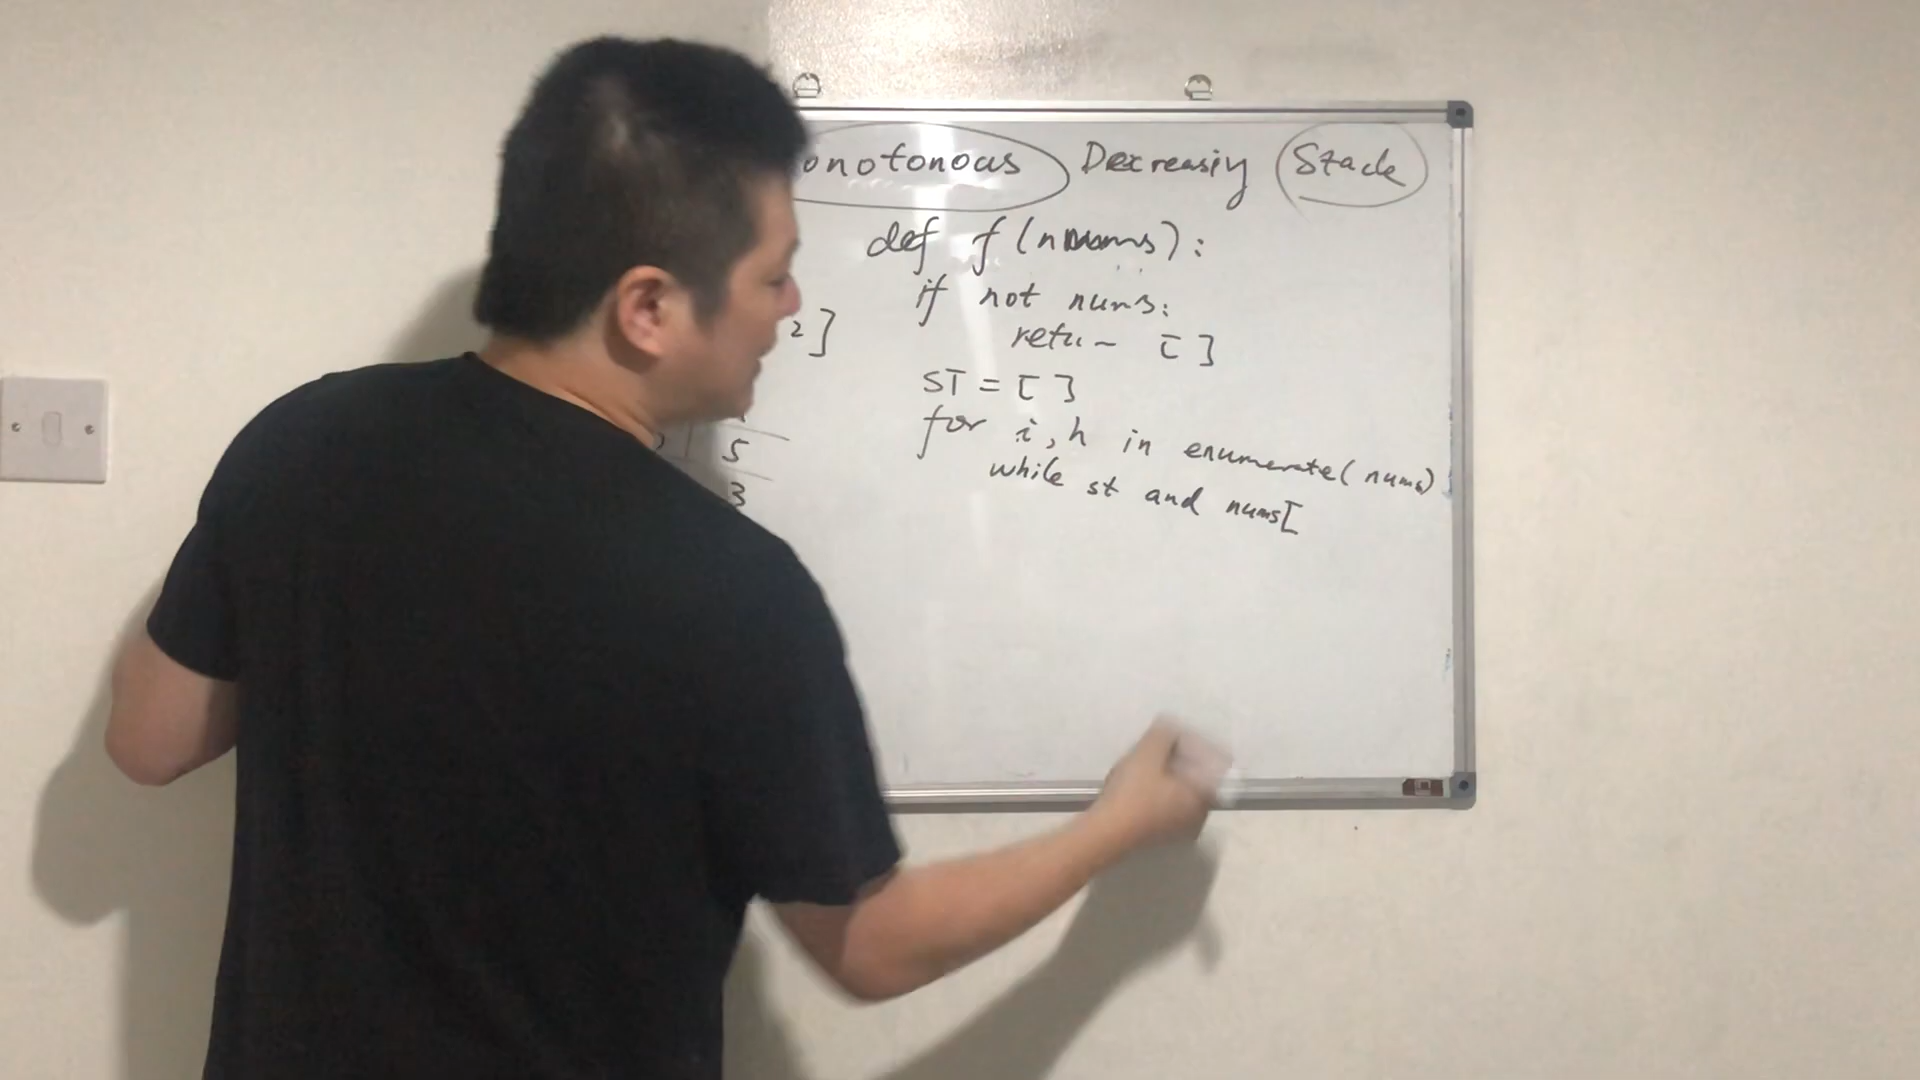 onotonous Decreasing Stack
def f(nums):
if not nums:
2]
return []
ST = []
for i, h in enumerate(nums)
5
while st and nums[
3